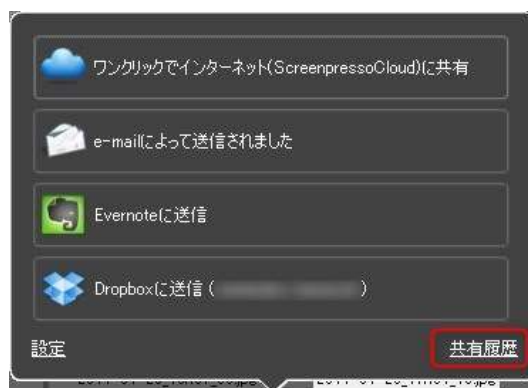 ワンクリックでインターネット(ScreenpressoCloud)に共有
e-mailによって送信されました
Evernoteに送信
Dropboxに送信 ( )
設定
共有履歴